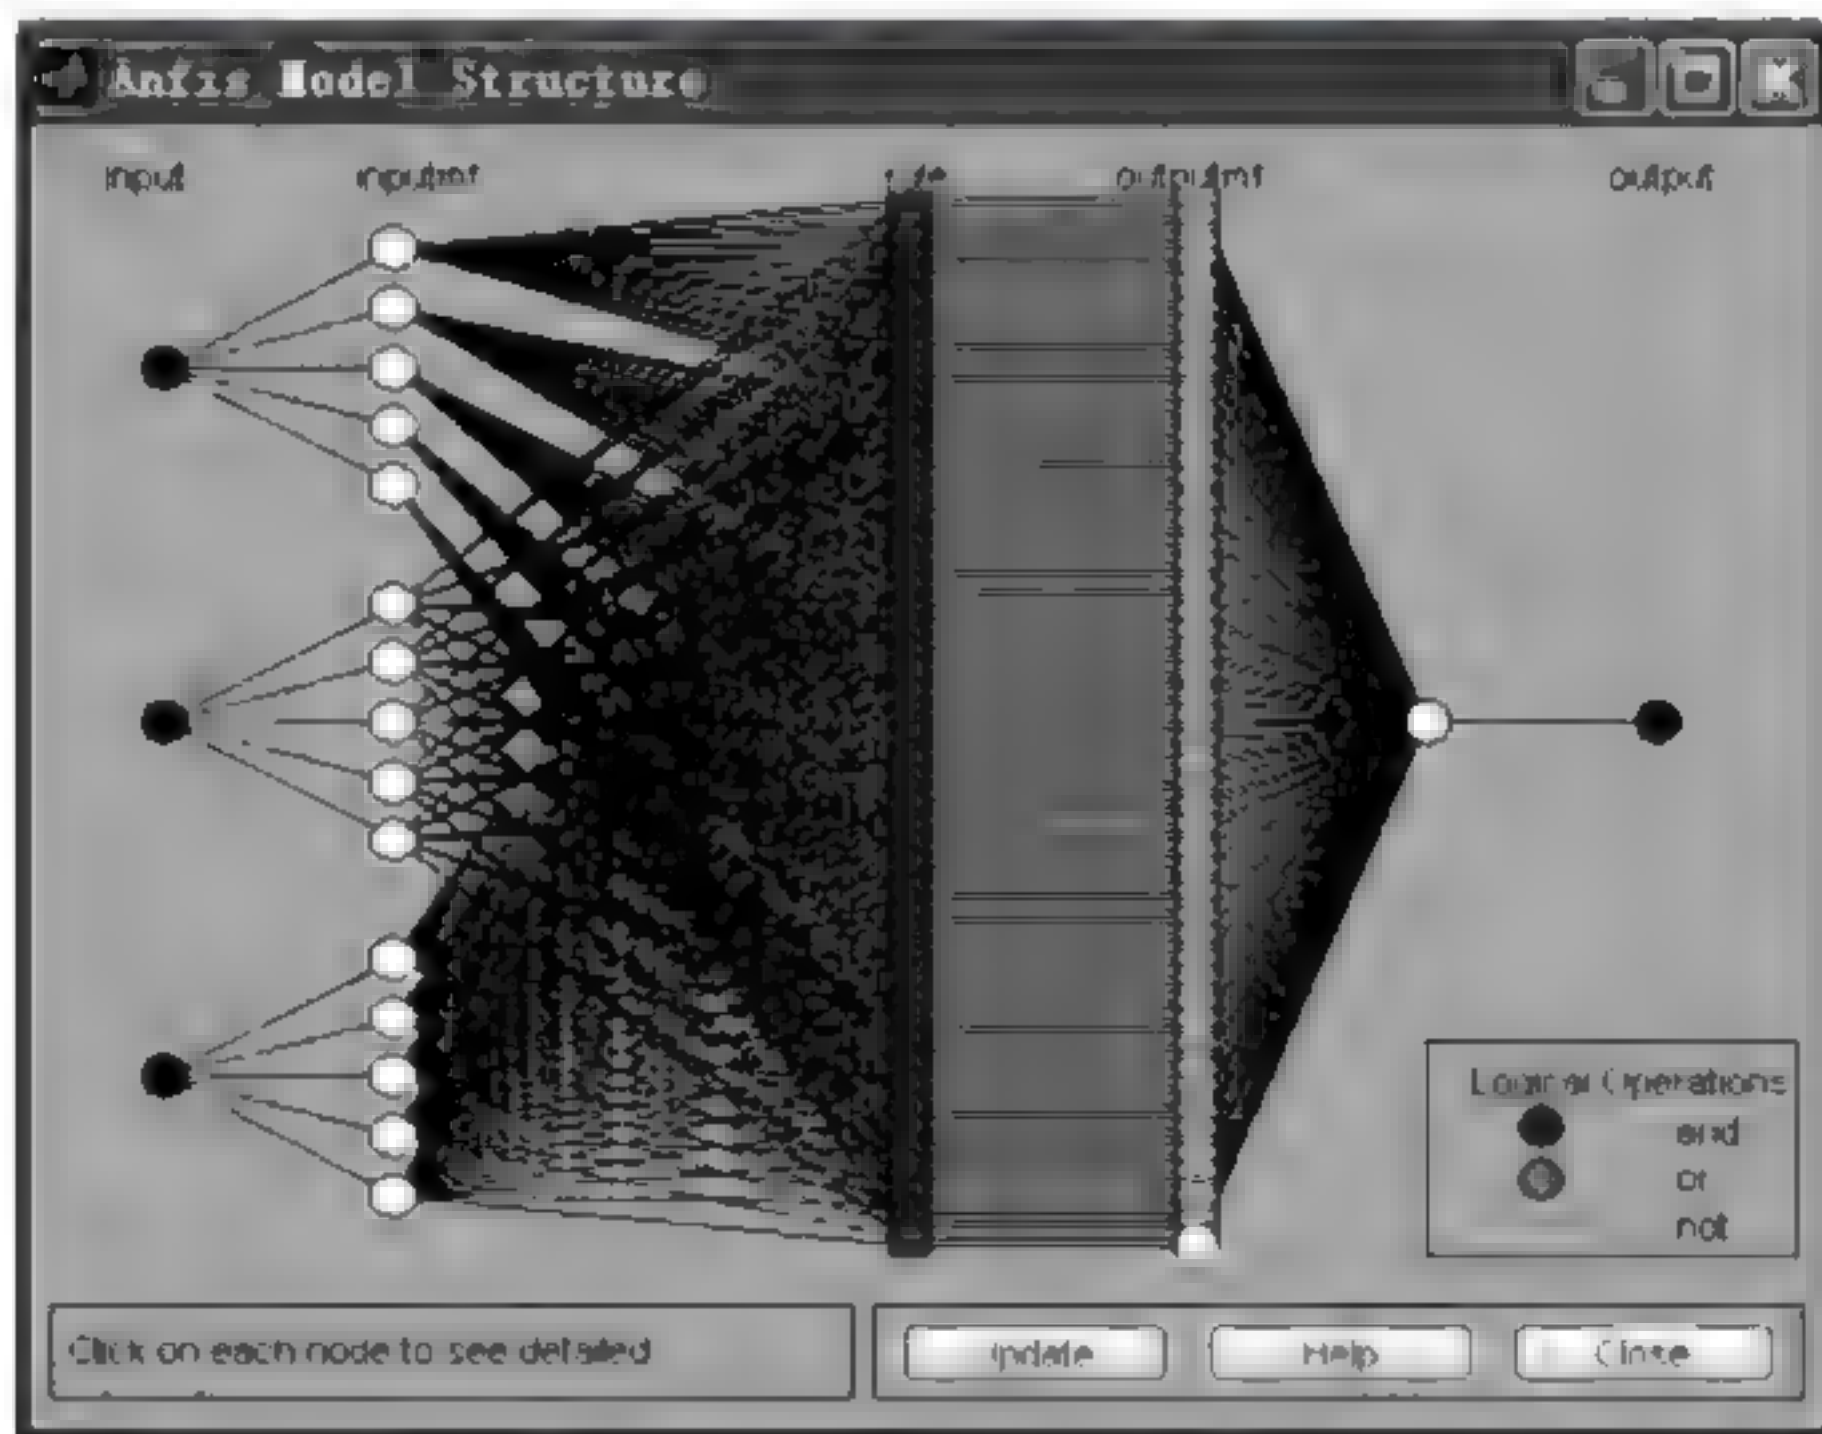 Anfis Model Structure
input inputmf rule outputmf output
Logical Operations
and
or
not
Click on each node to see detailed
Update Help Close